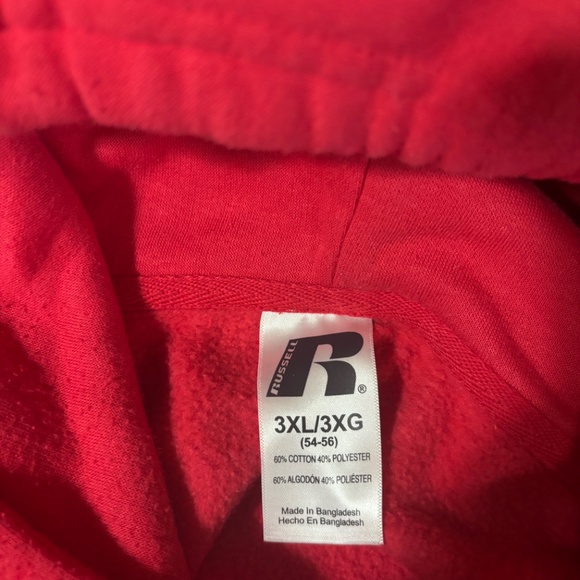 RUSSELL
R®
3XL/3XG
(54-56)
60% COTTON 40% POLYESTER
60% ALGODÓN 40% POLIÉSTER
Made In Bangladesh
Hecho En Bangladesh